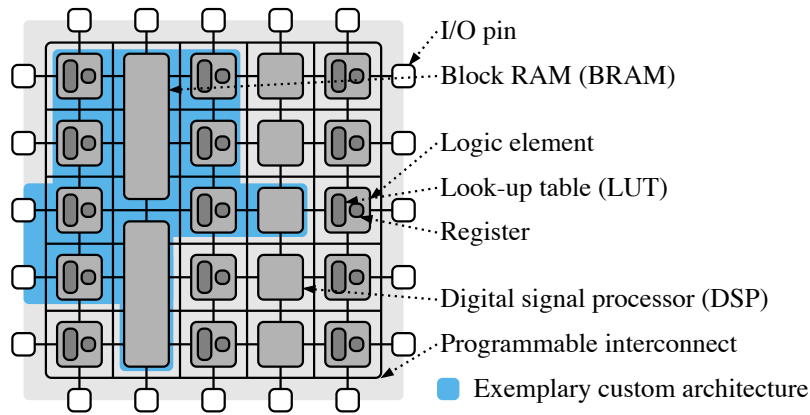 I/O pin
Block RAM (BRAM)
Logic element
Look-up table (LUT)
Register
Digital signal processor (DSP)
Programmable interconnect
Exemplary custom architecture